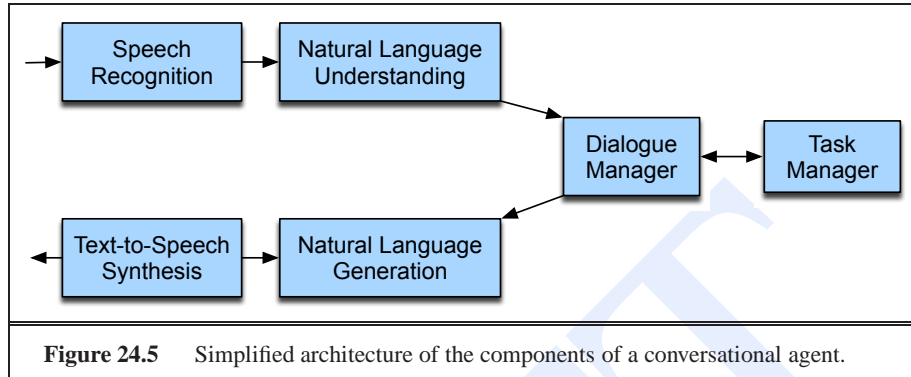 Speech
Recognition
Natural Language
Understanding
Dialogue
Manager
Task
Manager
Text-to-Speech
Synthesis
Natural Language
Generation
Figure 24.5 Simplified architecture of the components of a conversational agent.